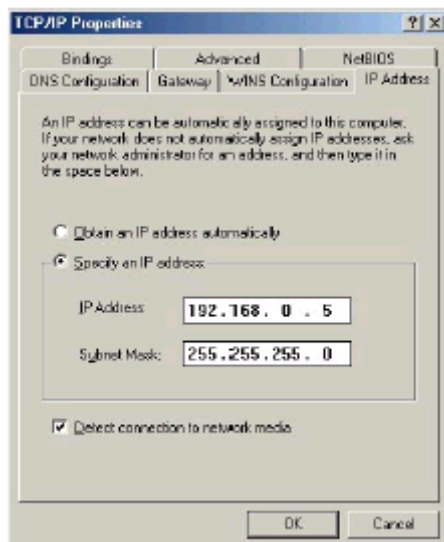 TCP/IP Properties
Bindings Advanced NetBIOS
DNS Configuration Gateway WINS Configuration IP Address
An IP address can be automatically assigned to this computer.
If your network does not automatically assign IP addresses, ask
your network administrator for an address, and then type it in
the space below.
Obtain an IP address automatically
Specify an IP address:
IP Address:
192.168. 0 . 5
Subnet Mask:
255.255.255. 0
Detect connection to network media
OK Cancel